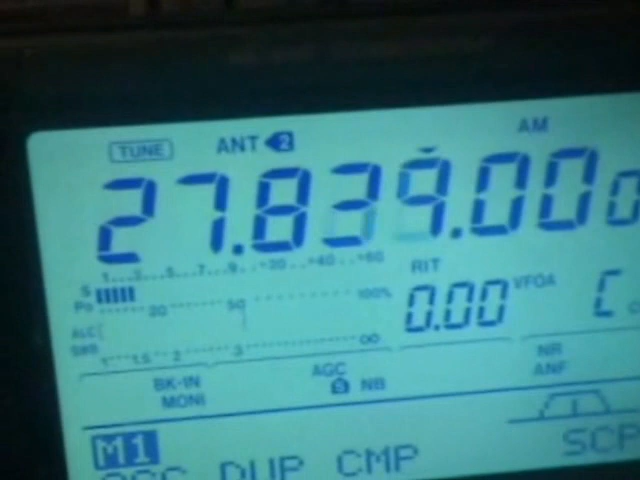 TUNE ANT 2 AM
27.839.000
S 1...3...5...7...9...+20...+40...+60
RIT
Po 20 50 100% 0.00 VFOA C
ALC
SWR 1 1.5 2 3 ∞
BK-IN AGC NR
MONI S NB ANF
M1
DUP CMP SCP